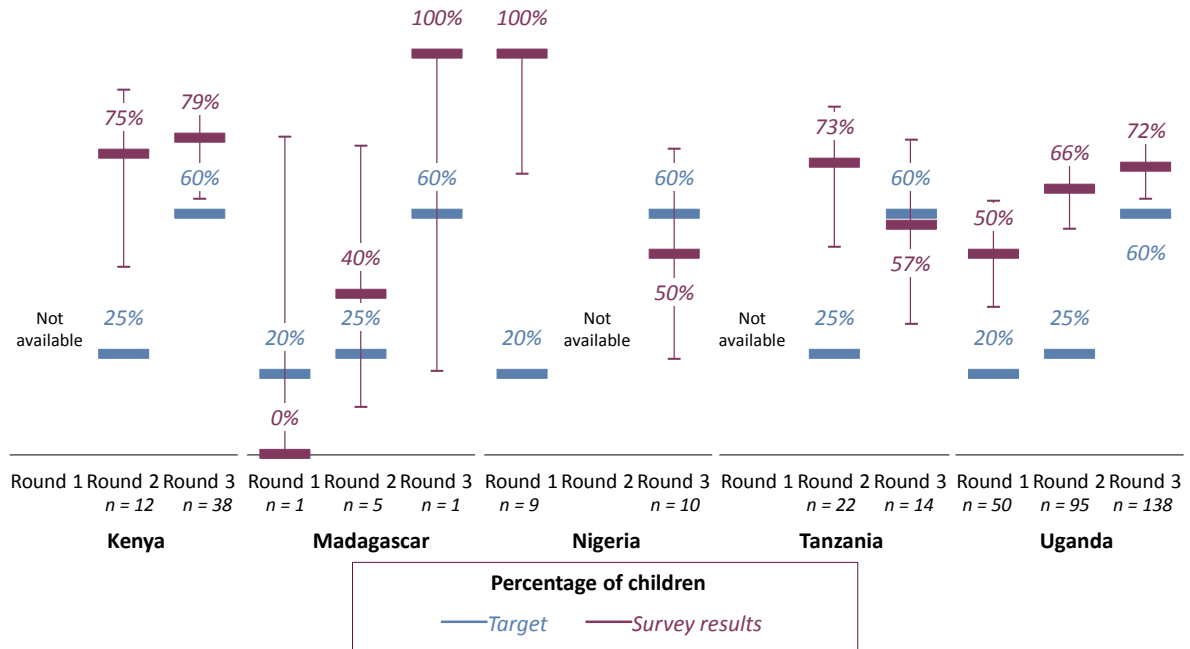 100%
100%
75%
79%
60%
Not
available
25%
20%
0%
40%
25%
60%
20%
Not
available
60%
50%
Not
available
73%
25%
60%
57%
50%
20%
66%
25%
72%
60%
Round 1 Round 2 Round 3 Round 1 Round 2 Round 3 Round 1 Round 2 Round 3 Round 1 Round 2 Round 3 Round 1 Round 2 Round 3
n = 12 n = 38 n = 1 n = 5 n = 1 n = 9 n = 10 n = 22 n = 14 n = 50 n = 95 n = 138
Kenya Madagascar Nigeria Tanzania Uganda
Percentage of children
Target Survey results